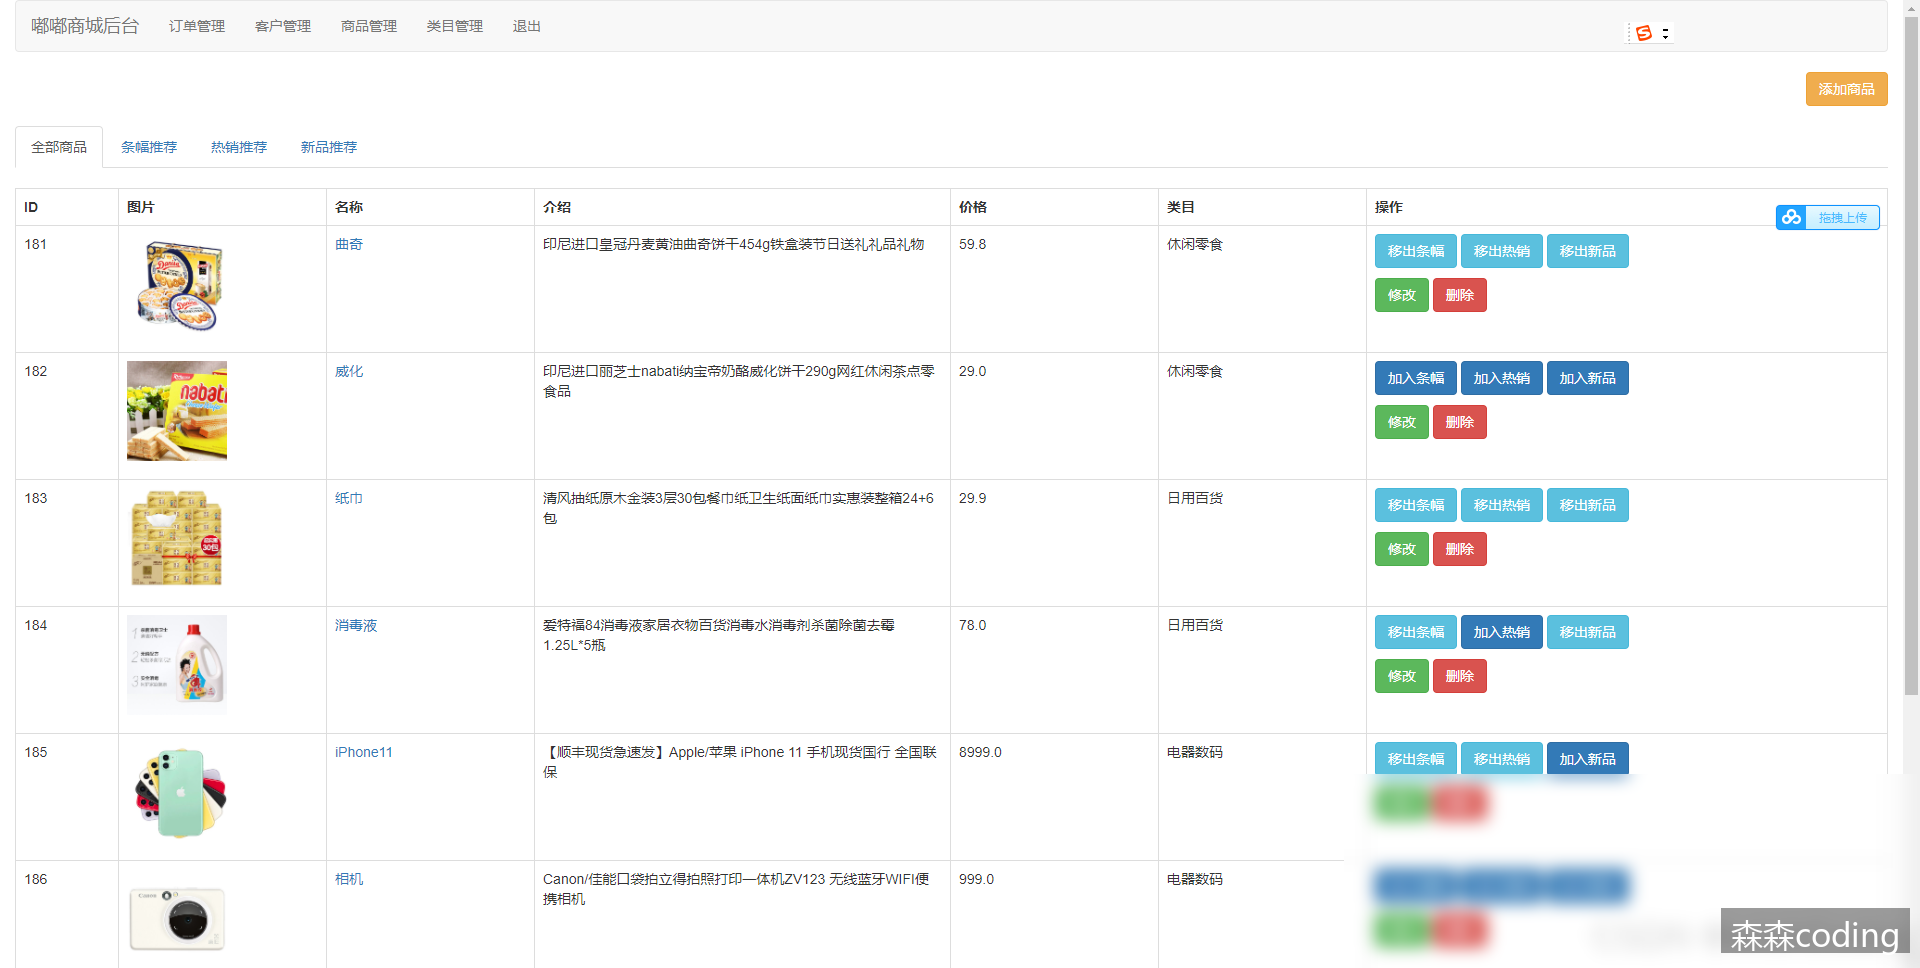 嘟嘟商城后台 订单管理 客户管理 商品管理 类目管理 退出
添加商品
全部商品 条幅推荐 热销推荐 新品推荐
ID 图片 名称 介绍 价格 类目 操作
拖拽上传
181 曲奇 印尼进口皇冠丹麦黄油曲奇饼干454g铁盒装节日送礼礼品礼物 59.8 休闲零食 移出条幅 移出热销 移出新品
修改 删除
182 威化 印尼进口丽芝士nabati纳宝帝奶酪威化饼干290g网红休闲茶点零 29.0 休闲零食 加入条幅 加入热销 加入新品
食品
修改 删除
nabati
183 纸巾 清风抽纸原木金装3层30包餐巾纸卫生纸面纸巾实惠装整箱24+6 29.9 日用百货 移出条幅 移出热销 移出新品
包
修改 删除
30包
184 消毒液 爱特福84消毒液家居衣物百货消毒水消毒剂杀菌除菌去霉 78.0 日用百货 移出条幅 加入热销 移出新品
1.25L*5瓶
修改 删除
1
2
3
185 iPhone11 【顺丰现货急速发】Apple/苹果 iPhone 11 手机现货国行 全国联 8999.0 电器数码 移出条幅 移出热销 加入新品
保
186 相机 Canon/佳能口袋拍立得拍照打印一体机ZV123 无线蓝牙WIFI便 999.0 电器数码
携相机
Canon
森森coding